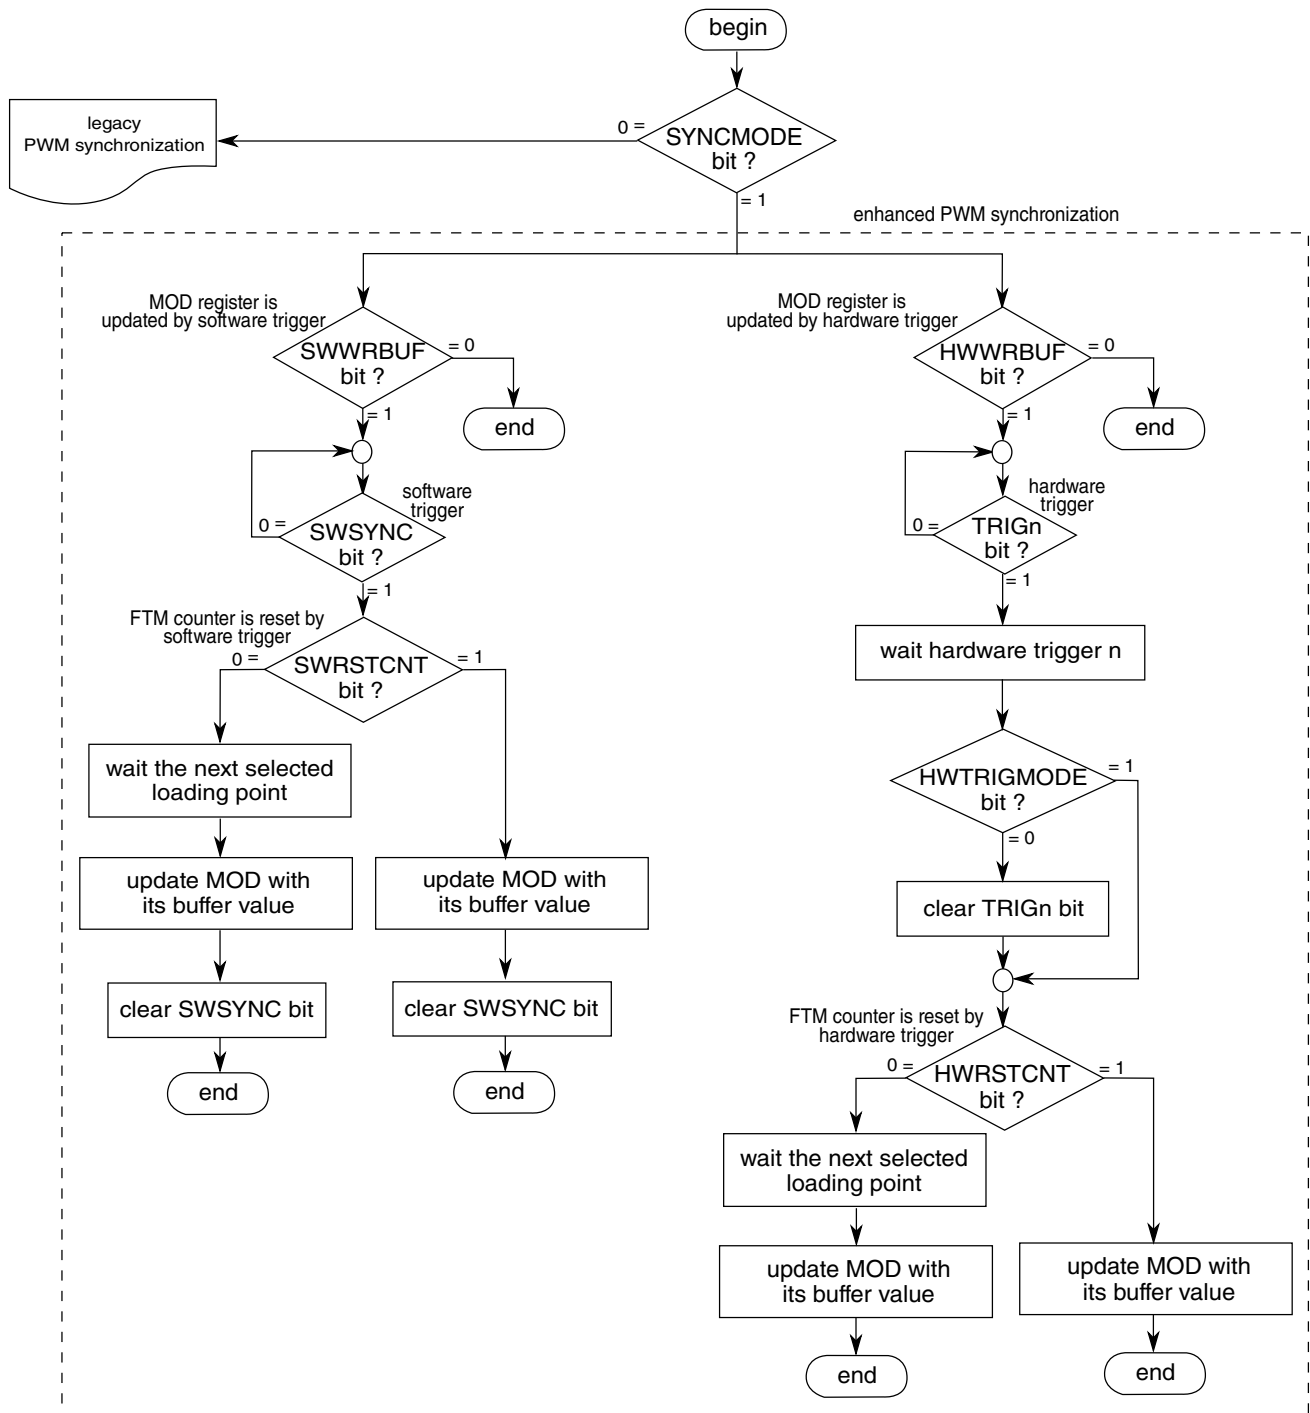 begin
SYNCMODE
bit ?
0 =
= 1
legacy
PWM synchronization
enhanced PWM synchronization
MOD register is
updated by software trigger
SWWRBUF
bit ?
= 0
= 1
end
software
trigger
SWSYNC
bit ?
0 =
= 1
FTM counter is reset by
software trigger
SWRSTCNT
bit ?
0 =
= 1
wait the next selected
loading point
update MOD with
its buffer value
clear SWSYNC bit
end
update MOD with
its buffer value
clear SWSYNC bit
end
MOD register is
updated by hardware trigger
HWWRBUF
bit ?
= 0
= 1
end
hardware
trigger
TRIGn
bit ?
0 =
= 1
wait hardware trigger n
HWTRIGMODE
bit ?
= 1
= 0
clear TRIGn bit
FTM counter is reset by
hardware trigger
HWRSTCNT
bit ?
0 =
= 1
wait the next selected
loading point
update MOD with
its buffer value
end
update MOD with
its buffer value
end